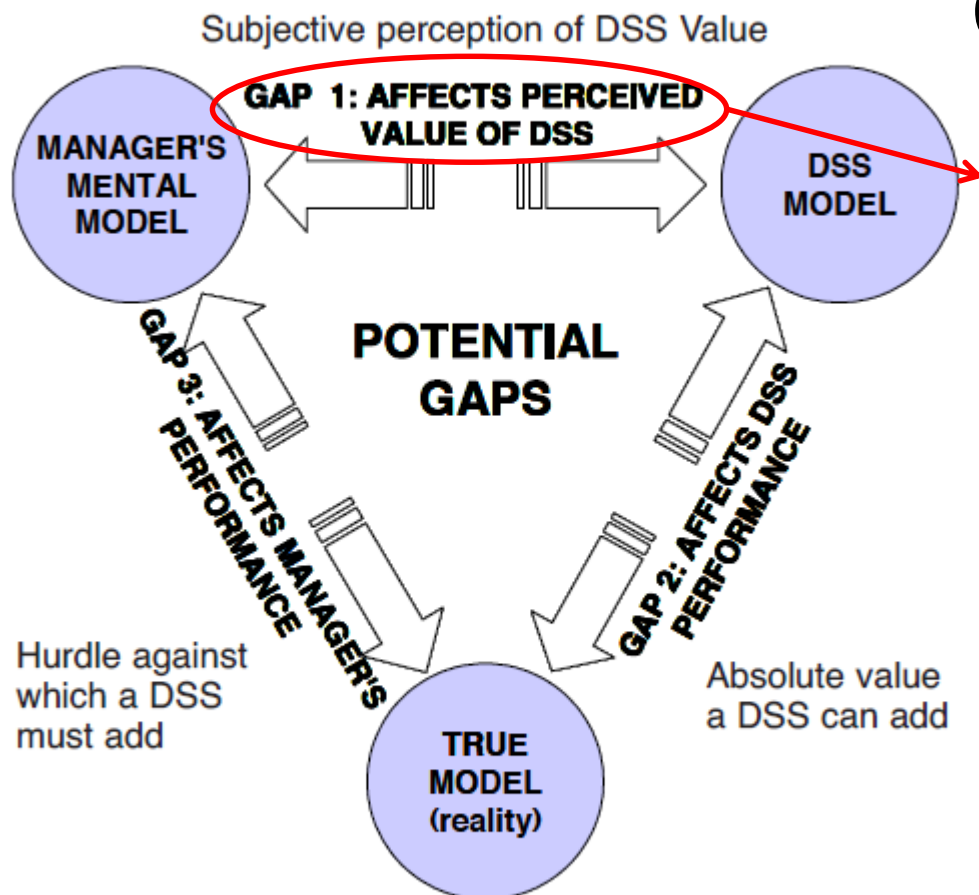 Subjective perception of DSS Value
GAP 1: AFFECTS PERCEIVED
VALUE OF DSS
MANAGER'S
MENTAL
MODEL
DSS
MODEL
POTENTIAL
GAPS
GAP 3: AFFECTS MANAGER'S
PERFORMANCE
GAP 2: AFFECTS DSS
PERFORMANCE
Hurdle against
which a DSS
must add
Absolute value
a DSS can add
TRUE
MODEL
(reality)